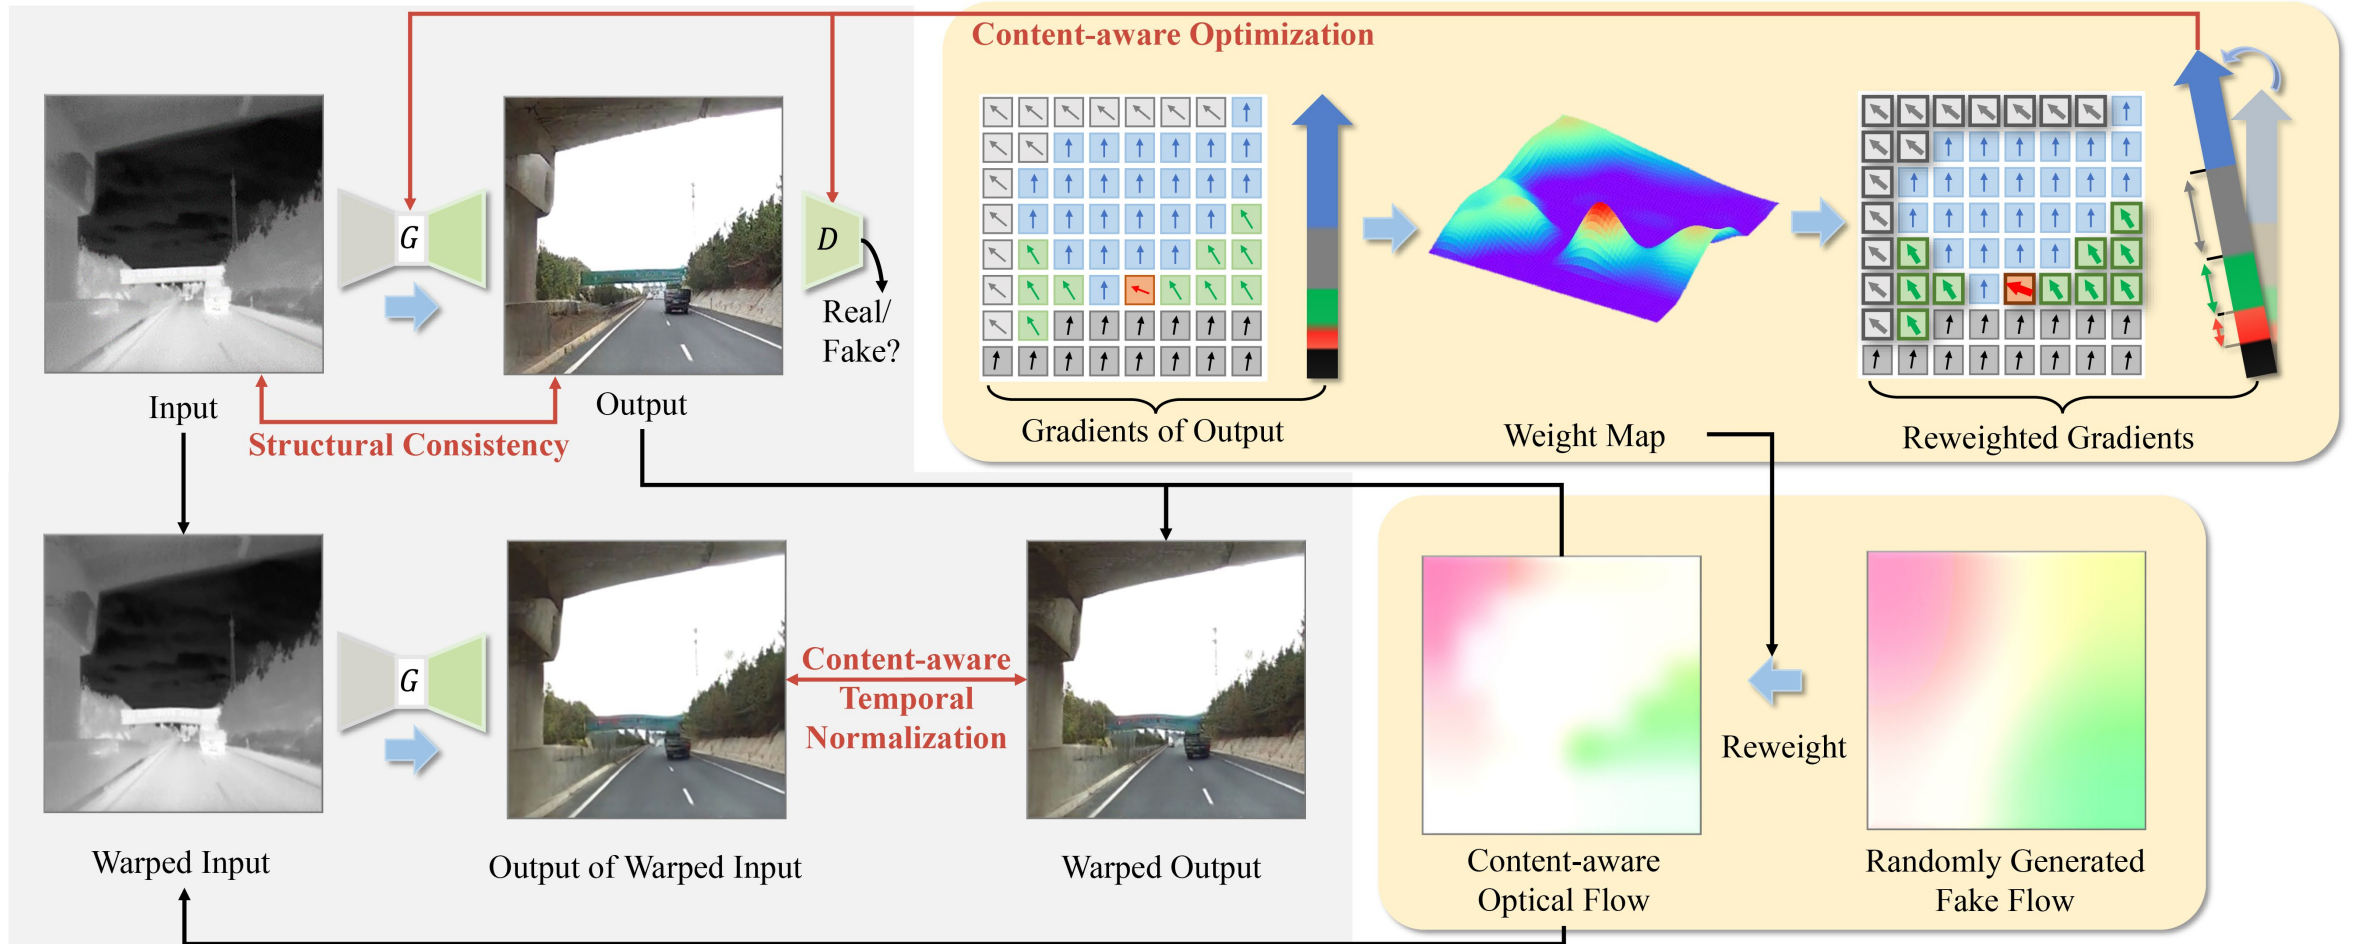 Content-aware Optimization
G
D
Real/
Fake?
Input
Output
Structural Consistency
Gradients of Output
Weight Map
Reweighted Gradients
G
Content-aware
Temporal
Normalization
Reweight
Warped Input
Output of Warped Input
Warped Output
Content-aware
Optical Flow
Randomly Generated
Fake Flow